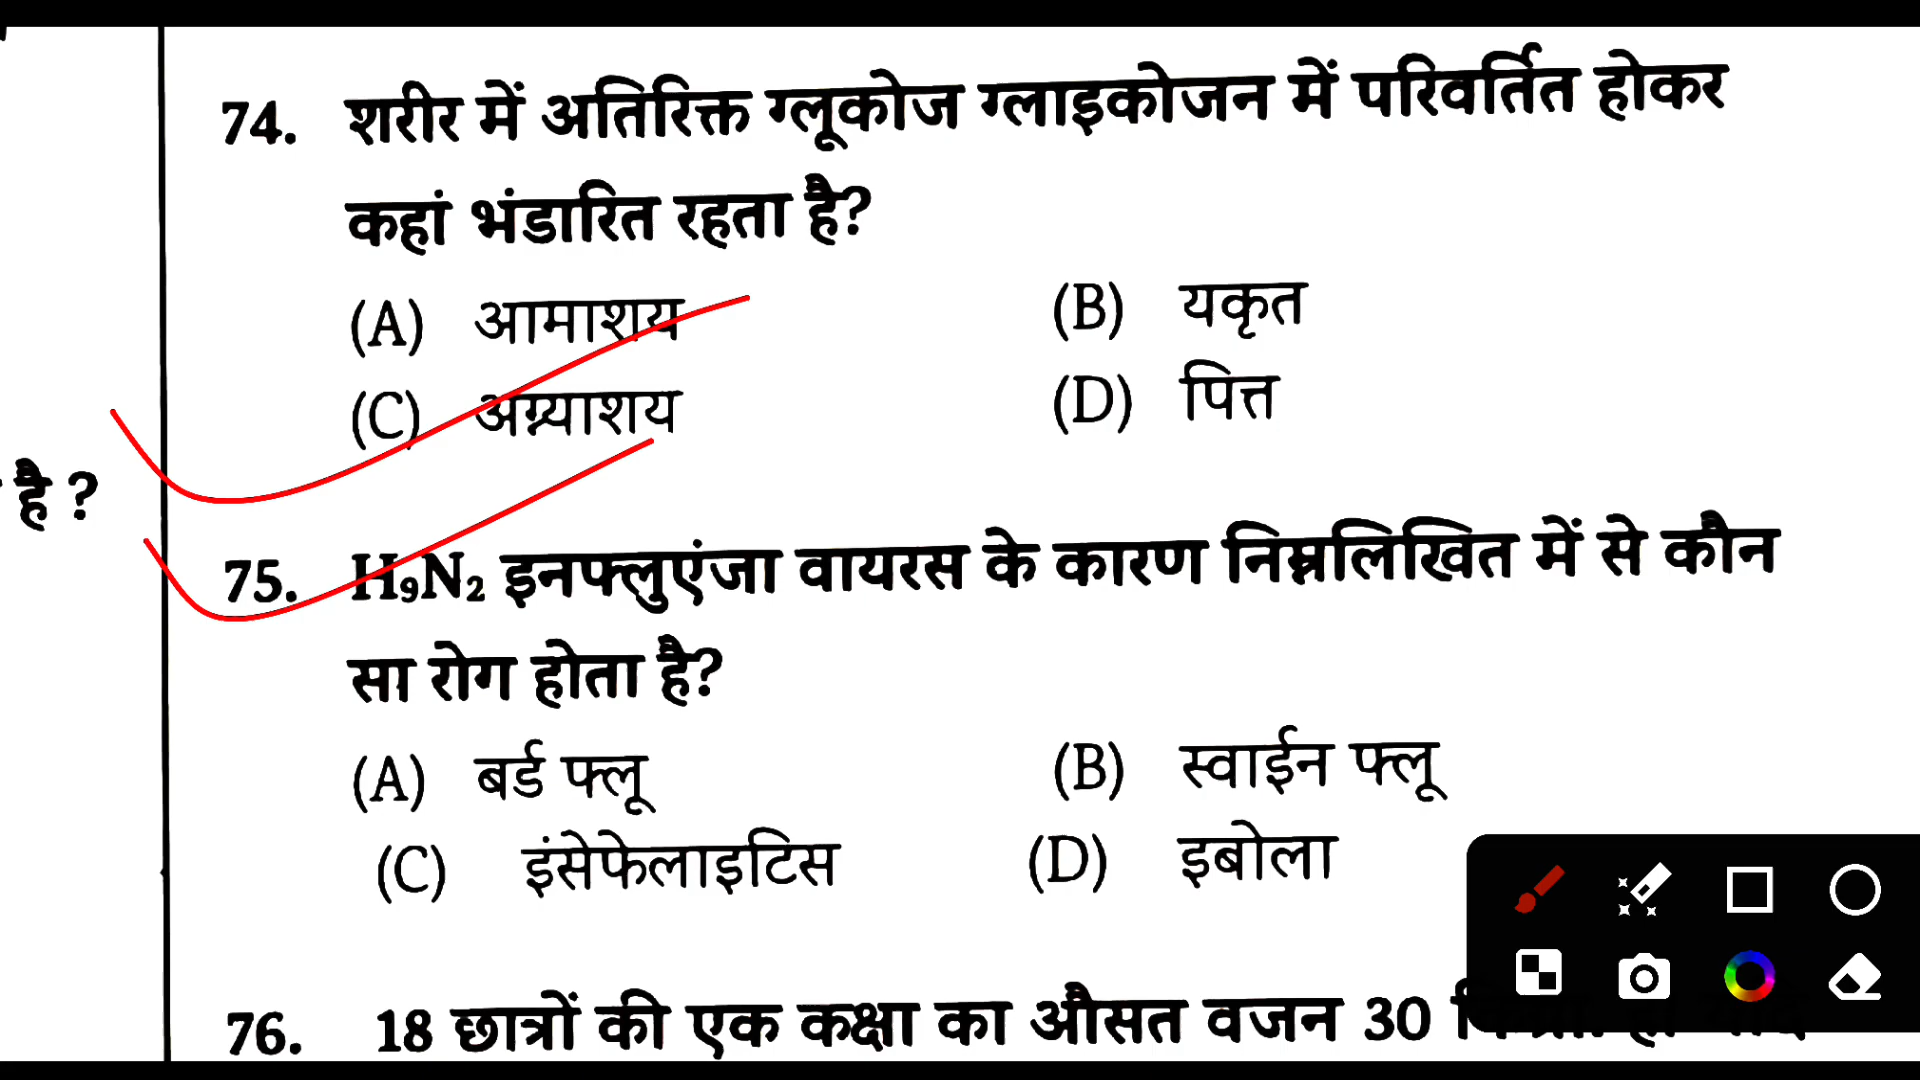 74. शरीर में अतिरिक्त ग्लूकोज ग्लाइकोजन में परिवर्तित होकर
कहां भंडारित रहता है?
(A) आमाशय (B) यकृत
(C) अग्न्याशय (D) पित्त
है ?
75. H₉N₂ इनफ्लुएंजा वायरस के कारण निम्नलिखित में से कौन
सा रोग होता है?
(A) बर्ड फ्लू (B) स्वाईन फ्लू
(C) इंसेफेलाइटिस (D) इबोला
76. 18 छात्रों की एक कक्षा का औसत वजन 30